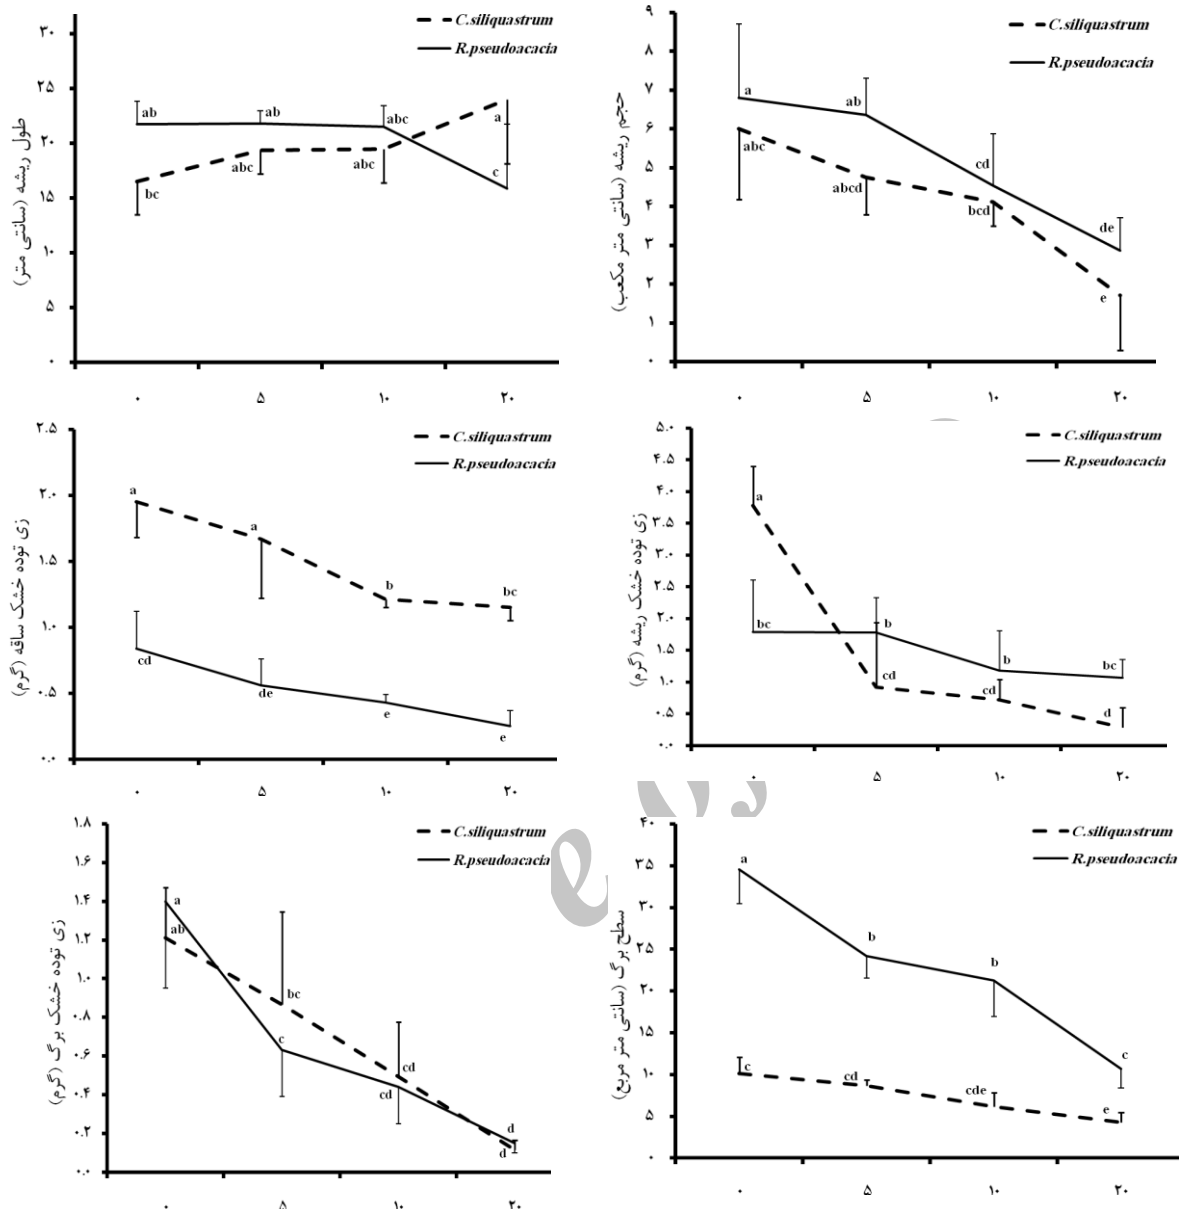 C.siliquastrum
R.pseudoacacia
طول ریشه (سانتی متر)
۳۰
۲۵
۲۰
۱۵
۱۰
۵
۰
ab
ab
abc
a
bc
abc
abc
c
۰ ۵ ۱۰ ۲۰
C.siliquastrum
R.pseudoacacia
حجم ریشه (سانتی متر مکعب)
۹
۸
۷
۶
۵
۴
۳
۲
۱
۰
a
ab
cd
de
abc
abcd
bcd
e
۰ ۵ ۱۰ ۲۰
C.siliquastrum
R.pseudoacacia
زی توده خشک ساقه (گرم)
۲.۵
۲.۰
۱.۵
۱.۰
۰.۵
۰.۰
a
a
b
bc
cd
de
e
e
۰ ۵ ۱۰ ۲۰
C.siliquastrum
R.pseudoacacia
زی توده خشک ریشه (گرم)
۵.۰
۴.۵
۴.۰
۳.۵
۳.۰
۲.۵
۲.۰
۱.۵
۱.۰
۰.۵
۰.۰
a
bc
b
b
bc
cd
cd
d
۰ ۵ ۱۰ ۲۰
C.siliquastrum
R.pseudoacacia
زی توده خشک برگ (گرم)
۱.۸
۱.۶
۱.۴
۱.۲
۱.۰
۰.۸
۰.۶
۰.۴
۰.۲
۰.۰
a
ab
bc
c
cd
cd
d
d
۰ ۵ ۱۰ ۲۰
C.siliquastrum
R.pseudoacacia
سطح برگ (سانتی متر مربع)
۴۰
۳۵
۳۰
۲۵
۲۰
۱۵
۱۰
۵
۰
a
b
b
c
c
cd
cde
e
۰ ۵ ۱۰ ۲۰